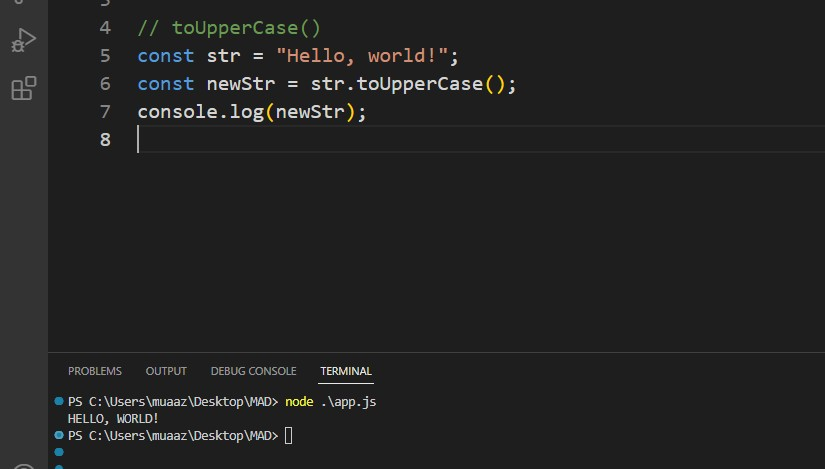 3
4 // toUpperCase()
5 const str = "Hello, world!";
6 const newStr = str.toUpperCase();
7 console.log(newStr);
8
PROBLEMS OUTPUT DEBUG CONSOLE TERMINAL
PS C:\Users\muaaz\Desktop\MAD> node .\app.js
HELLO, WORLD!
PS C:\Users\muaaz\Desktop\MAD>